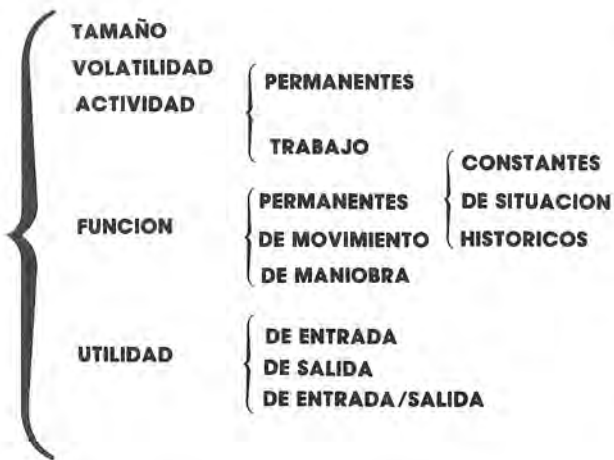 TAMAÑO
VOLATILIDAD
ACTIVIDAD
PERMANENTES
TRABAJO
FUNCION
PERMANENTES
DE MOVIMIENTO
DE MANIOBRA
CONSTANTES
DE SITUACION
HISTORICOS
UTILIDAD
DE ENTRADA
DE SALIDA
DE ENTRADA/SALIDA